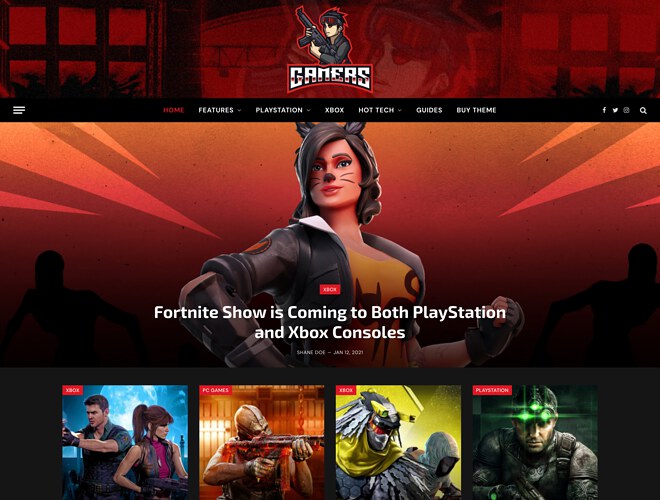 GAMERS
HOME FEATURES PLAYSTATION XBOX HOT TECH GUIDES BUY THEME
XBOX
Fortnite Show is Coming to Both PlayStation
and Xbox Consoles
SHANE DOE — JAN 12, 2021
XBOX PC GAMES XBOX PLAYSTATION